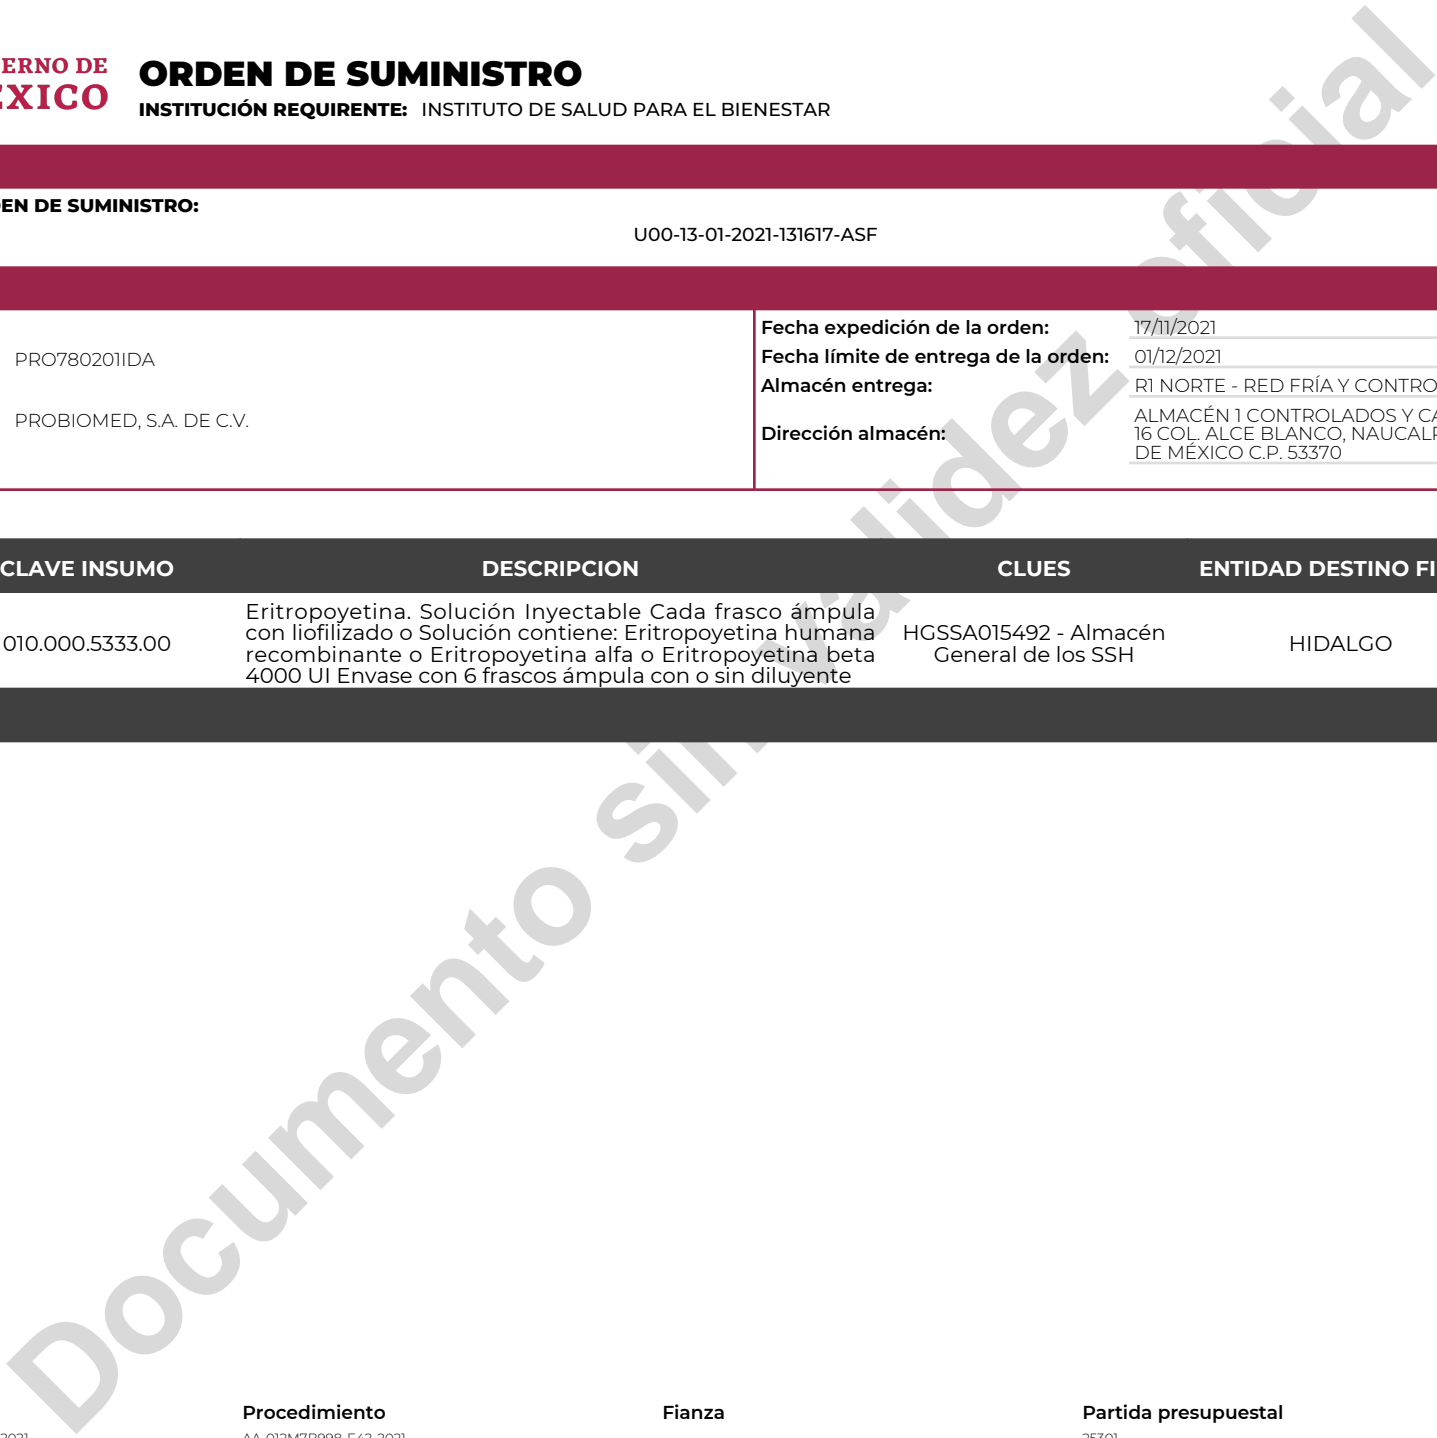 ERNO DE
ÉXICO
ORDEN DE SUMINISTRO
INSTITUCIÓN REQUIRENTE: INSTITUTO DE SALUD PARA EL BIENESTAR
EN DE SUMINISTRO:
U00-13-01-2021-131617-ASF
PRO780201IDA
PROBIOMED, S.A. DE C.V.
Fecha expedición de la orden: 17/11/2021
Fecha límite de entrega de la orden: 01/12/2021
Almacén entrega: R1 NORTE - RED FRÍA Y CONTRO
Dirección almacén:
ALMACÉN 1 CONTROLADOS Y CA
16 COL. ALCE BLANCO, NAUCALP
DE MÉXICO C.P. 53370
CLAVE INSUMO DESCRIPCION CLUES ENTIDAD DESTINO FI
010.000.5333.00
Eritropoyetina. Solución Inyectable Cada frasco ámpula
con liofilizado o Solución contiene: Eritropoyetina humana
recombinante o Eritropoyetina alfa o Eritropoyetina beta
4000 UI Envase con 6 frascos ámpula con o sin diluyente
HGSSA015492 - Almacén
General de los SSH
HIDALGO
Documento sin validez oficial
Procedimiento Fianza Partida presupuestal